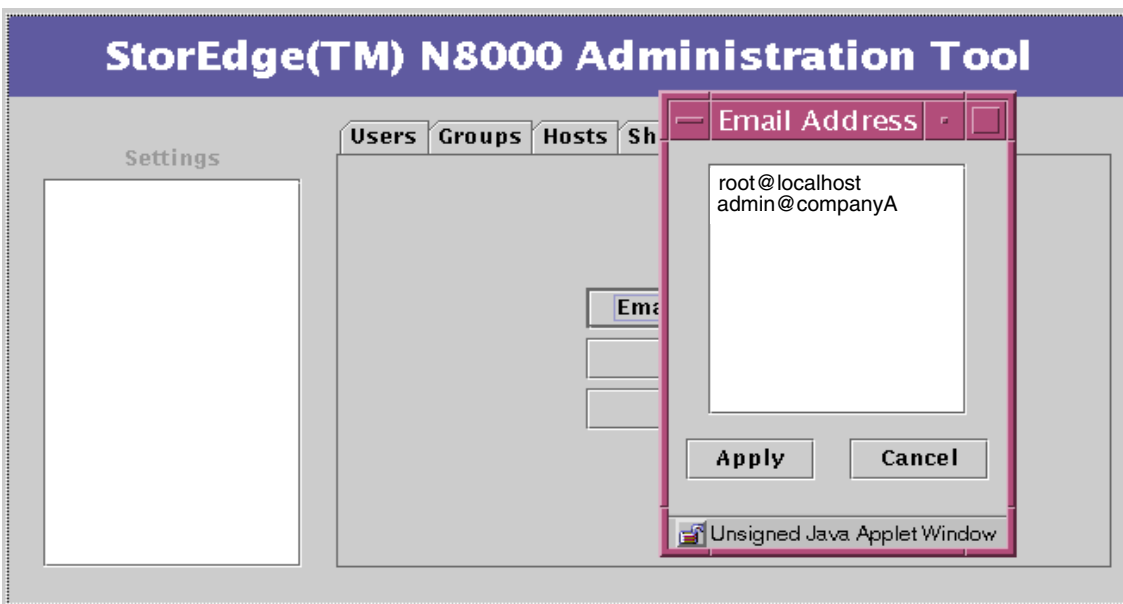 StorEdge(TM) N8000 Administration Tool
Settings
Users Groups Hosts Sh
Email Address
root@localhost
admin@companyA
Ema
Apply Cancel
Unsigned Java Applet Window